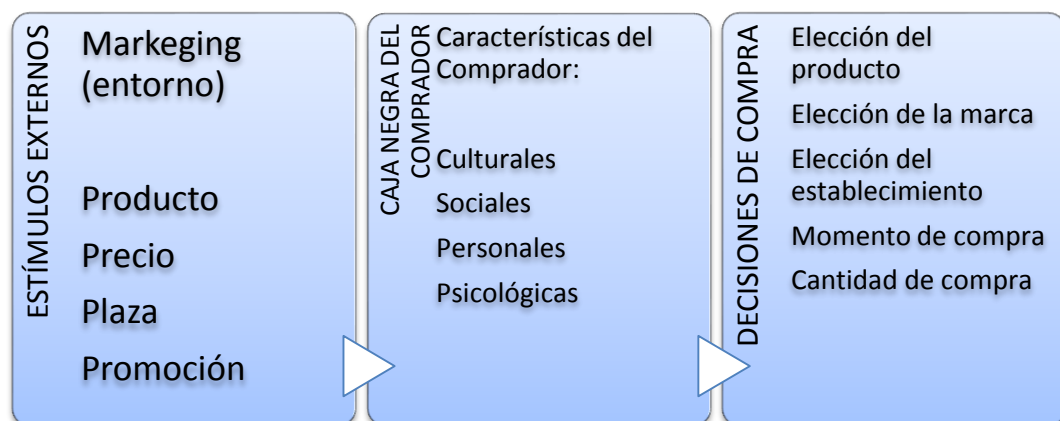 ESTÍMULOS EXTERNOS
Markeging
(entorno)
Producto
Precio
Plaza
Promoción
CAJA NEGRA DEL
COMPRADOR
Características del
Comprador:
Culturales
Sociales
Personales
Psicológicas
DECISIONES DE COMPRA
Elección del
producto
Elección de la marca
Elección del
establecimiento
Momento de compra
Cantidad de compra